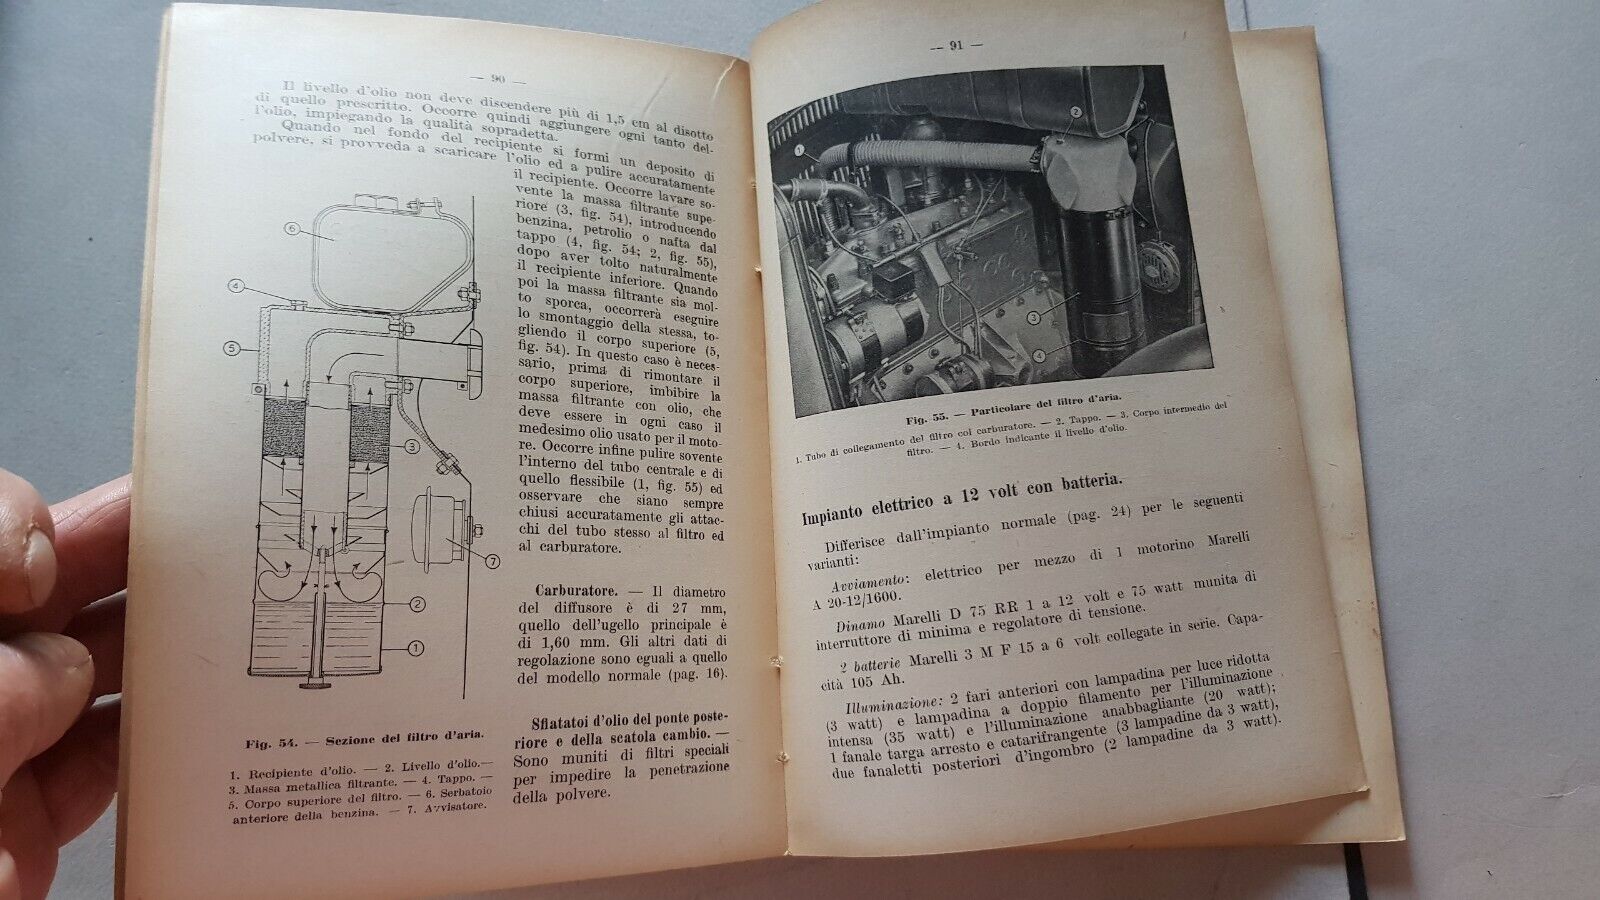 — 90 —
Il livello d'olio non deve discendere più di 1,5 cm al disotto
di quello prescritto. Occorre quindi aggiungere ogni tanto del-
l'olio, impiegando la qualità sopradetta.
Quando nel fondo del recipiente si formi un deposito di
polvere, si provveda a scaricare l'olio ed a pulire accuratamente
il recipiente. Occorre lavare so-
vente la massa filtrante supe-
riore (3, fig. 54), introducendo
benzina, petrolio o nafta dal
tappo (4, fig. 54; 2, fig. 55),
dopo aver tolto naturalmente
il recipiente inferiore. Quando
poi la massa filtrante sia mol-
to sporca, occorrerà eseguire
lo smontaggio della stessa, to-
gliendo il corpo superiore (5,
fig. 54). In questo caso è neces-
sario, prima di rimontare il
corpo superiore, imbibire la
massa filtrante con olio, che
deve essere in ogni caso il
medesimo olio usato per il moto-
re. Occorre infine pulire sovente
l'interno del tubo centrale e di
quello flessibile (1, fig. 55) ed
osservare che siano sempre
chiusi accuratamente gli attac-
chi del tubo stesso al filtro ed
al carburatore.
Carburatore. — Il diametro
del diffusore è di 27 mm,
quello dell'ugello principale è
di 1,60 mm. Gli altri dati di
regolazione sono eguali a quello
del modello normale (pag. 16).
Sfiatatoi d'olio del ponte poste-
riore e della scatola cambio. —
Sono muniti di filtri speciali
per impedire la penetrazione
della polvere.
6
4
5
3
7
2
1
Fig. 54. — Sezione del filtro d'aria.
1. Recipiente d'olio. — 2. Livello d'olio.—
3. Massa metallica filtrante. — 4. Tappo. —
5. Corpo superiore del filtro. — 6. Serbatoio
anteriore della benzina. — 7. Avvisatore.
— 91 —
1
2
3
4
Fig. 55. — Particolare del filtro d'aria.
1. Tubo di collegamento del filtro col carburatore. — 2. Tappo. — 3. Corpo intermedio del
filtro. — 4. Bordo indicante il livello d'olio.
Impianto elettrico a 12 volt con batteria.
Differisce dall'impianto normale (pag. 24) per le seguenti
varianti:
Avviamento: elettrico per mezzo di 1 motorino Marelli
A 20-12/1600.
Dinamo Marelli D 75 RR 1 a 12 volt e 75 watt munita di
interruttore di minima e regolatore di tensione.
2 batterie Marelli 3 M F 15 a 6 volt collegate in serie. Capa-
cità 105 Ah.
Illuminazione: 2 fari anteriori con lampadina per luce ridotta
(3 watt) e lampadina a doppio filamento per l'illuminazione
intensa (35 watt) e l'illuminazione anabbagliante (20 watt);
1 fanale targa arresto e catarifrangente (3 lampadine da 3 watt),
due fanaletti posteriori d'ingombro (2 lampadine da 3 watt).